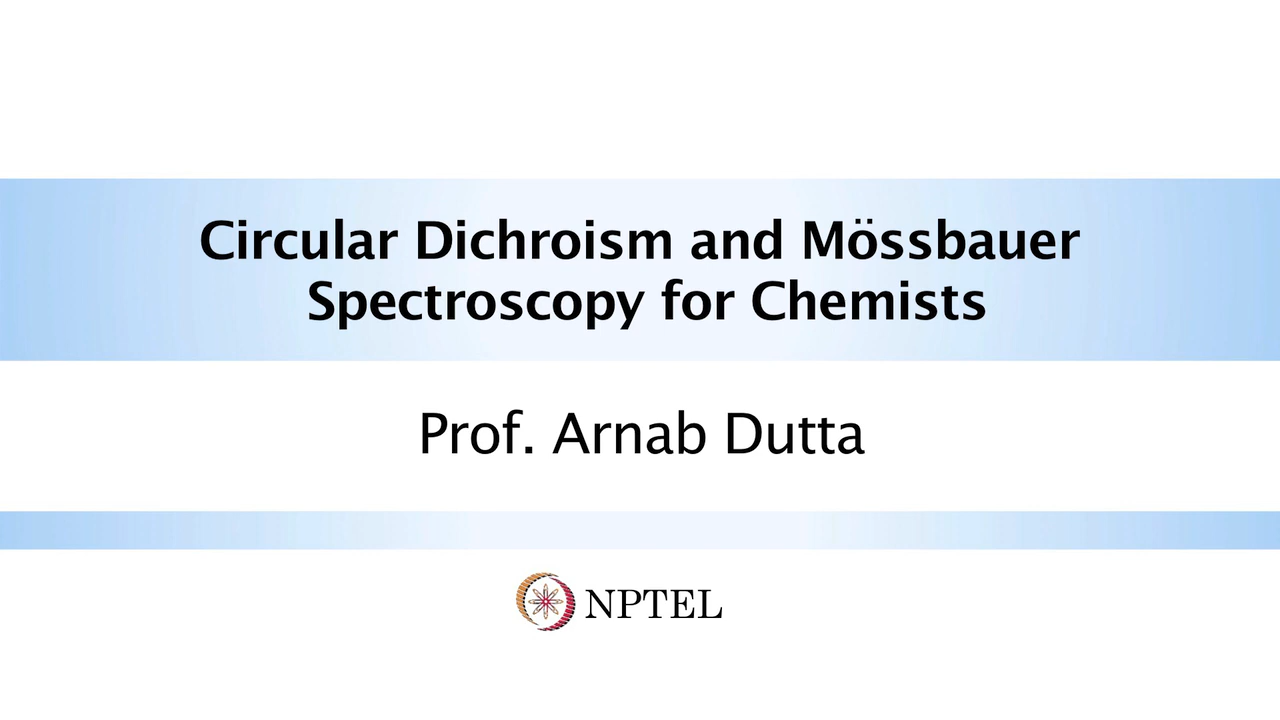 Circular Dichroism and Mössbauer
Spectroscopy for Chemists
Prof. Arnab Dutta
NPTEL